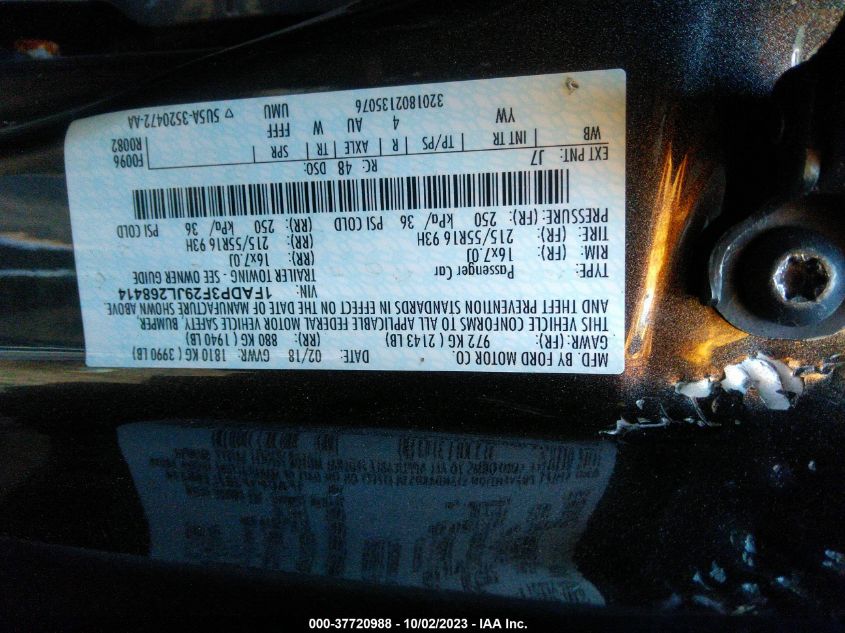 MFD. BY FORD MOTOR CO.
DATE: 02/18 GVWR: 1810 KG ( 3990 LB)
GAWR: (FR): 972 KG ( 2143 LB) (RR): 880 KG ( 1940 LB)
THIS VEHICLE CONFORMS TO ALL APPLICABLE FEDERAL MOTOR VEHICLE SAFETY, BUMPER,
AND THEFT PREVENTION STANDARDS IN EFFECT ON THE DATE OF MANUFACTURE SHOWN ABOVE.
VIN: 1FADP3F29JL268414
TYPE: Passenger Car TRAILER TOWING - SEE OWNER GUIDE
RIM: 16X7.0J (RR): 16X7.0J
TIRE: (FR): 215/55R16 93H (RR): 215/55R16 93H
PRESSURE: (FR): 250 kPa/ 36 PSI COLD (RR): 250 kPa/ 36 PSI COLD
EXT PNT: J7 RC: 48 DSO: F0096
WB INT TR TP/PS R AXLE TR SPR R0082
YW 4 AU W FFFF UMU
3201802135076 5U5A-3520472-AA
000-37720988 - 10/02/2023 - IAA Inc.